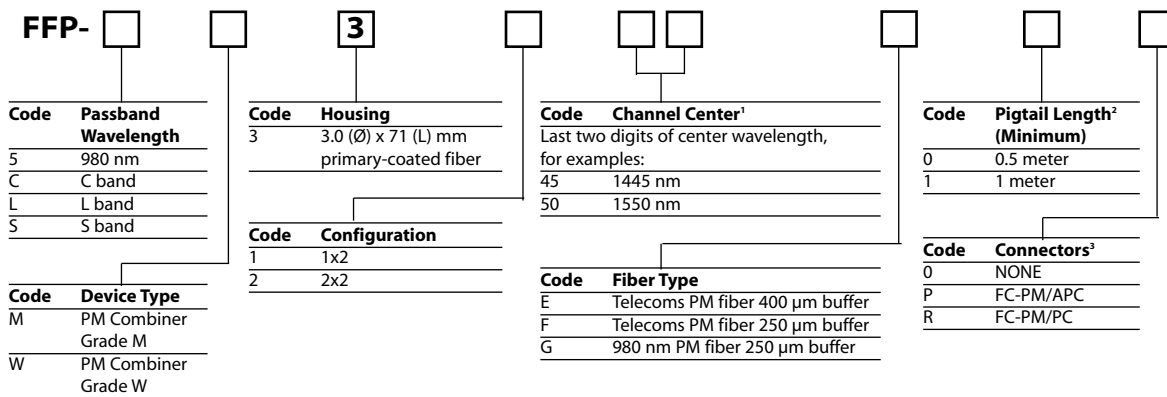 FFP- 3
Code Passband Wavelength
5 980 nm
C C band
L L band
S S band
Code Device Type
M PM Combiner
Grade M
W PM Combiner
Grade W
Code Housing
3 3.0 (Ø) x 71 (L) mm
primary-coated fiber
Code Configuration
1 1x2
2 2x2
Code Channel Center¹
Last two digits of center wavelength,
for examples:
45 1445 nm
50 1550 nm
Code Fiber Type
E Telecoms PM fiber 400 µm buffer
F Telecoms PM fiber 250 µm buffer
G 980 nm PM fiber 250 µm buffer
Code Pigtail Length²
(Minimum)
0 0.5 meter
1 1 meter
Code Connectors³
0 NONE
P FC-PM/APC
R FC-PM/PC